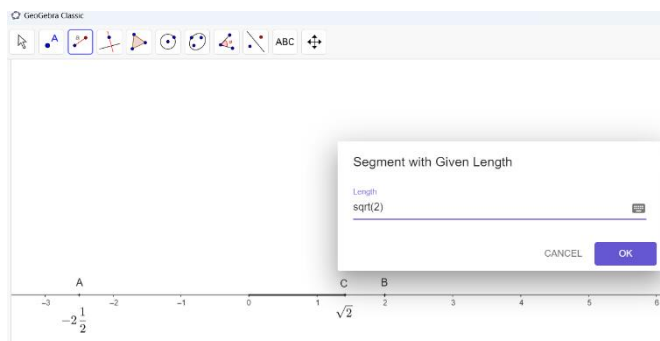 GeoGebra Classic
A
a
a
ABC
Segment with Given Length
Length
sqrt(2)
CANCEL
OK
A
C
B
-3
-2
-1
0
1
2
3
4
5
6
-2 1/2
√2